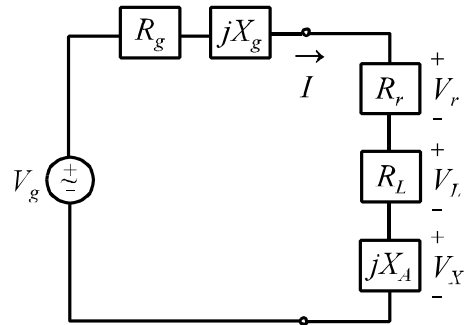 R_g
jX_g
I
V_g
+
~
-
R_r
+
V_r
-
R_L
+
V_L
-
jX_A
+
V_X
-